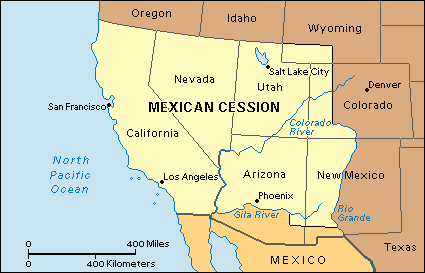 Oregon
Idaho
Wyoming
Nevada
Salt Lake City
Utah
Denver
Colorado
San Francisco
MEXICAN CESSION
California
Colorado
River
North
Pacific
Ocean
Los Angeles
Arizona
New Mexico
Phoenix
Gila River
Rio
Grande
Texas
0
400 Miles
0
400 Kilometers
MEXICO